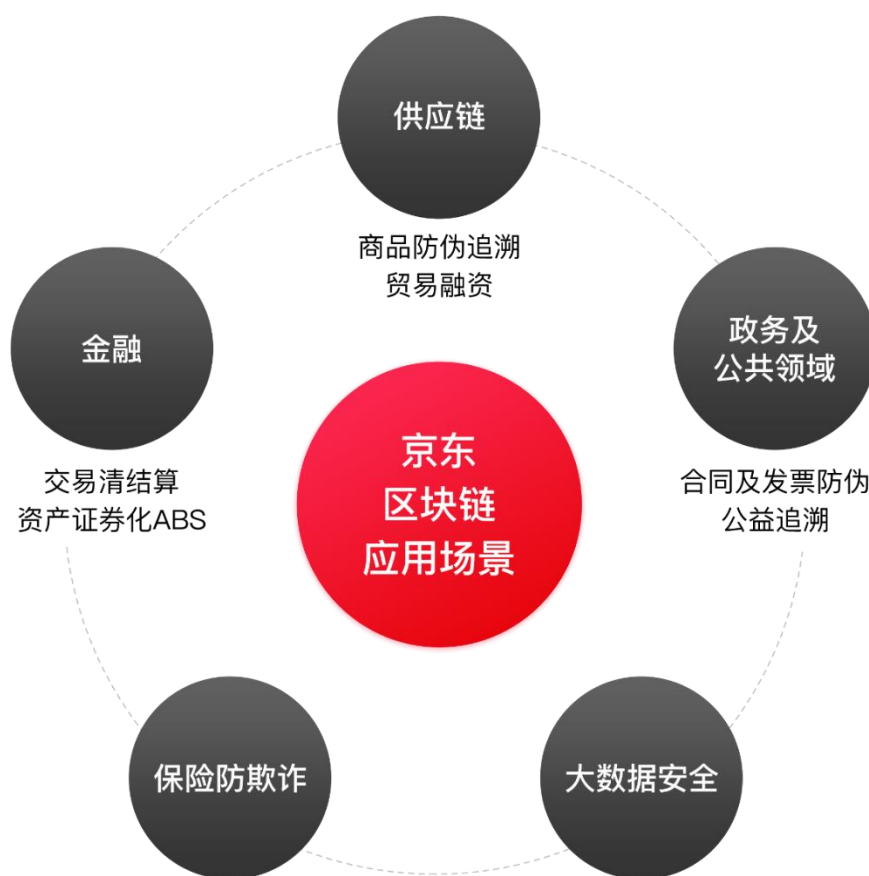 供应链
商品防伪追溯
贸易融资
金融
交易清结算
资产证券化ABS
政务及
公共领域
合同及发票防伪
公益追溯
京东
区块链
应用场景
保险防欺诈
大数据安全